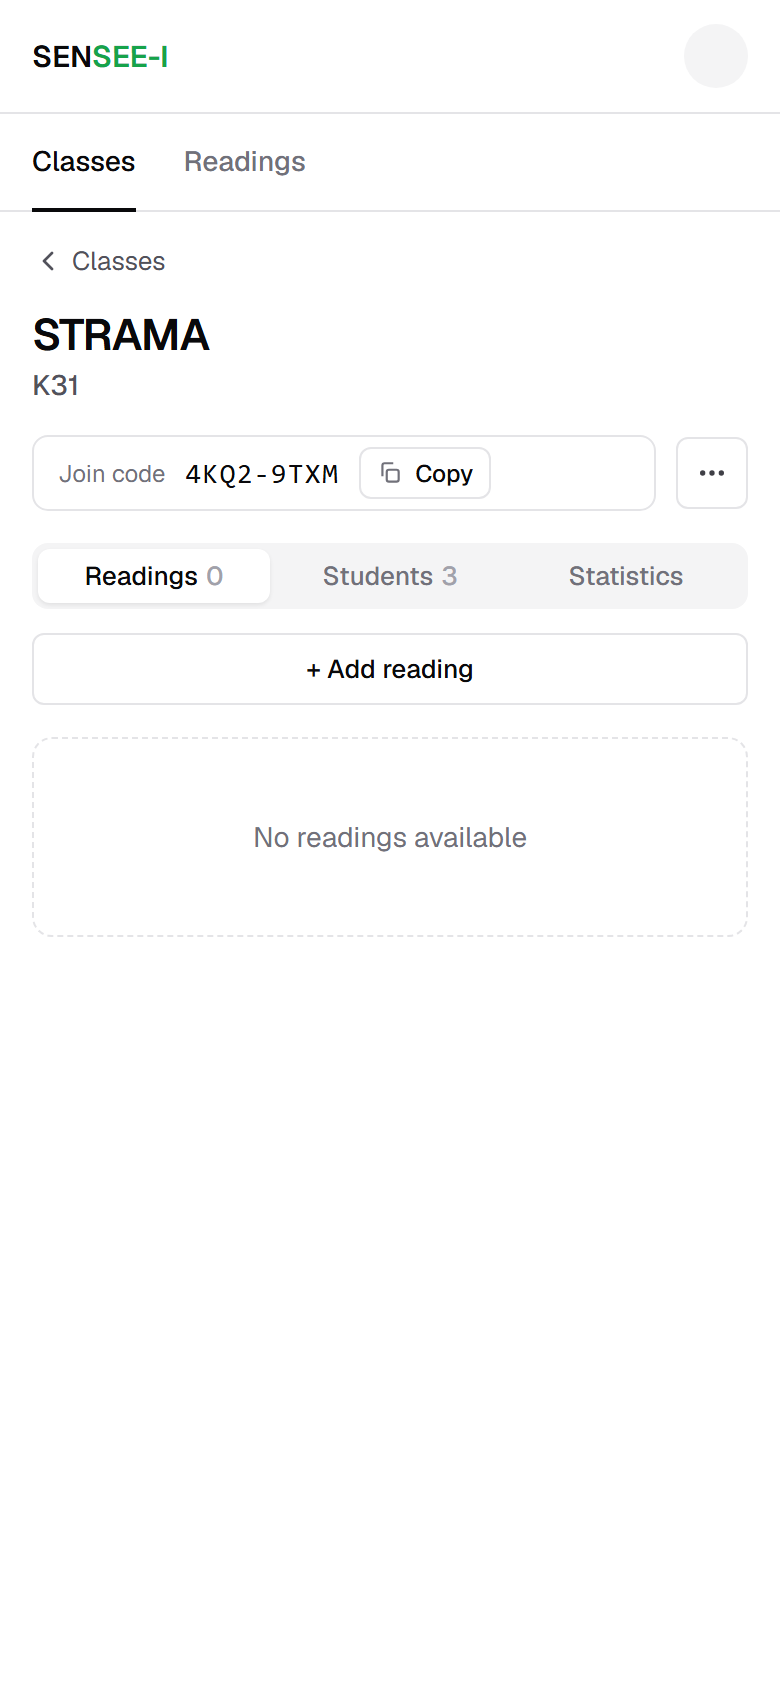 SENSEE-I
Classes Readings
Classes
STRAMA
K31
Join code 4KQ2-9TXM Copy
Readings 0 Students 3 Statistics
+ Add reading
No readings available